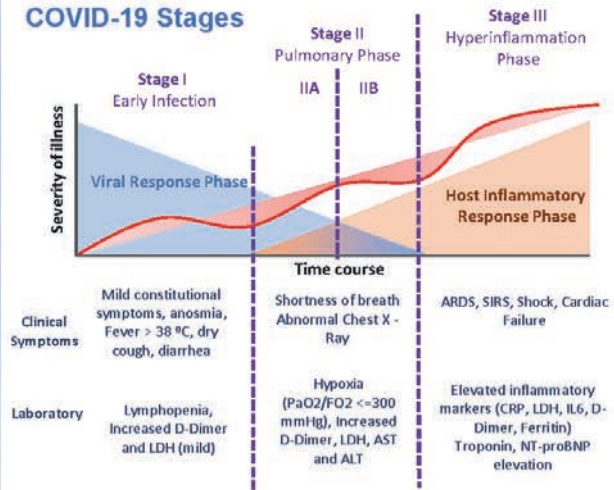 COVID-19 Stages
Stage I
Early Infection
Stage II
Pulmonary Phase
IIA
IIB
Stage III
Hyperinflammation
Phase
Severity of illness
Viral Response Phase
Host Inflammatory
Response Phase
Time course
Clinical
Symptoms
Mild constitutional
symptoms, anosmia,
Fever > 38 ºC, dry
cough, diarrhea
Shortness of breath
Abnormal Chest X -
Ray
ARDS, SIRS, Shock, Cardiac
Failure
Laboratory
Lymphopenia,
Increased D-Dimer
and LDH (mild)
Hypoxia
(PaO2/FO2 <=300
mmHg), Increased
D-Dimer, LDH, AST
and ALT
Elevated inflammatory
markers (CRP, LDH, IL6, D-
Dimer, Ferritin)
Troponin, NT-proBNP
elevation